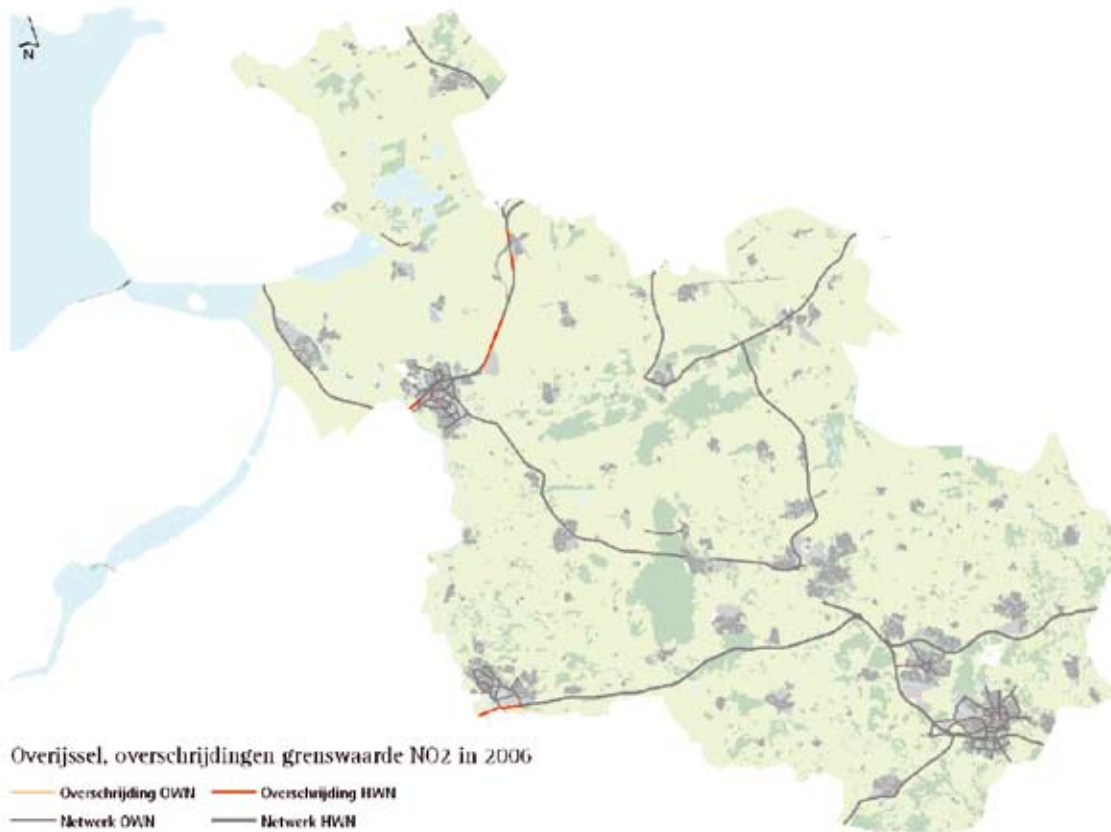 N
Overijssel, overschrijdingen grenswaarde NO2 in 2006
Overschrijding OWN Overschrijding HWN
Netwerk OWN Netwerk HWN